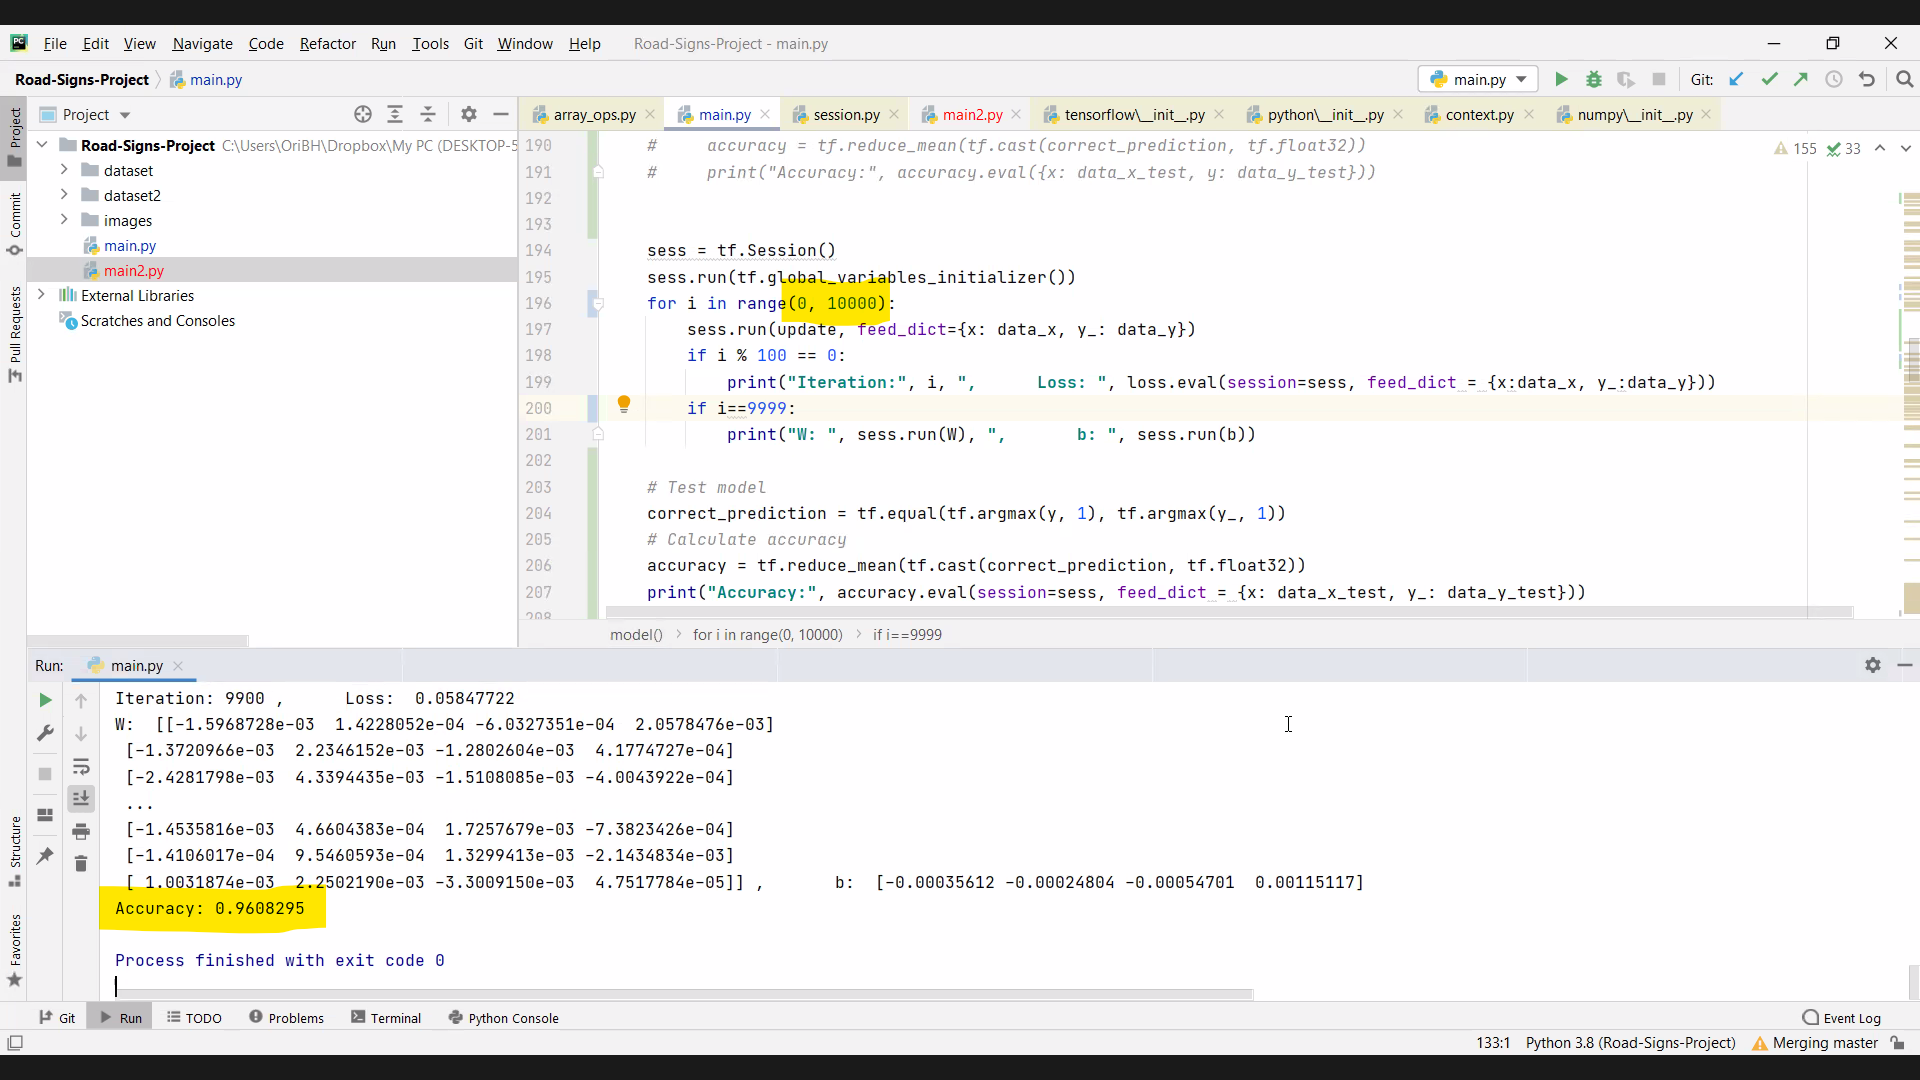 PC File Edit View Navigate Code Refactor Run Tools Git Window Help Road-Signs-Project - main.py
Road-Signs-Project main.py main.py Git:
Project array_ops.py main.py session.py main2.py tensorflow\__init__.py python\__init__.py context.py numpy\__init__.py
Project
Commit
Pull Requests
Structure
Favorites
Road-Signs-Project C:\Users\OriBH\Dropbox\My PC (DESKTOP-5
dataset
dataset2
images
main.py
main2.py
External Libraries
Scratches and Consoles
155 33
190 # accuracy = tf.reduce_mean(tf.cast(correct_prediction, tf.float32))
191 # print("Accuracy:", accuracy.eval({x: data_x_test, y: data_y_test}))
192
193
194 sess = tf.Session()
195 sess.run(tf.global_variables_initializer())
196 for i in range(0, 10000):
197 sess.run(update, feed_dict={x: data_x, y_: data_y})
198 if i % 100 == 0:
199 print("Iteration:", i, ", Loss: ", loss.eval(session=sess, feed_dict = {x:data_x, y_:data_y}))
200 if i==9999:
201 print("W: ", sess.run(W), ", b: ", sess.run(b))
202
203 # Test model
204 correct_prediction = tf.equal(tf.argmax(y, 1), tf.argmax(y_, 1))
205 # Calculate accuracy
206 accuracy = tf.reduce_mean(tf.cast(correct_prediction, tf.float32))
207 print("Accuracy:", accuracy.eval(session=sess, feed_dict = {x: data_x_test, y_: data_y_test}))
208
model() for i in range(0, 10000) if i==9999
Run: main.py
Iteration: 9900 , Loss: 0.05847722
W: [[-1.5968728e-03 1.4228052e-04 -6.0327351e-04 2.0578476e-03]
[-1.3720966e-03 2.2346152e-03 -1.2802604e-03 4.1774727e-04]
[-2.4281798e-03 4.3394435e-03 -1.5108085e-03 -4.0043922e-04]
...
[-1.4535816e-03 4.6604383e-04 1.7257679e-03 -7.3823426e-04]
[-1.4106017e-04 9.5460593e-04 1.3299413e-03 -2.1434834e-03]
[ 1.0031874e-03 2.2502190e-03 -3.3009150e-03 4.7517784e-05]] , b: [-0.00035612 -0.00024804 -0.00054701 0.00115117]
Accuracy: 0.9608295
Process finished with exit code 0
Git Run TODO Problems Terminal Python Console Event Log
133:1 Python 3.8 (Road-Signs-Project) Merging master